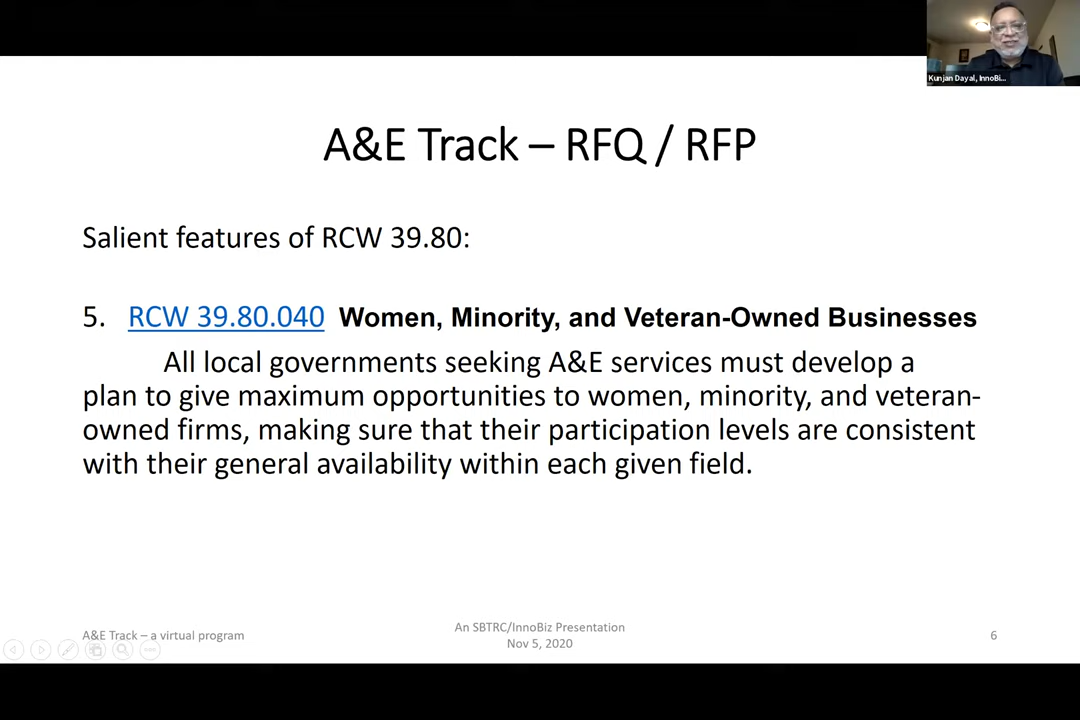 Kunjan Dayal, InnoBi...
A&E Track – RFQ / RFP
Salient features of RCW 39.80:
5. RCW 39.80.040 Women, Minority, and Veteran-Owned Businesses
All local governments seeking A&E services must develop a
plan to give maximum opportunities to women, minority, and veteran-
owned firms, making sure that their participation levels are consistent
with their general availability within each given field.
A&E Track – a virtual program
An SBTRC/InnoBiz Presentation
Nov 5, 2020
6